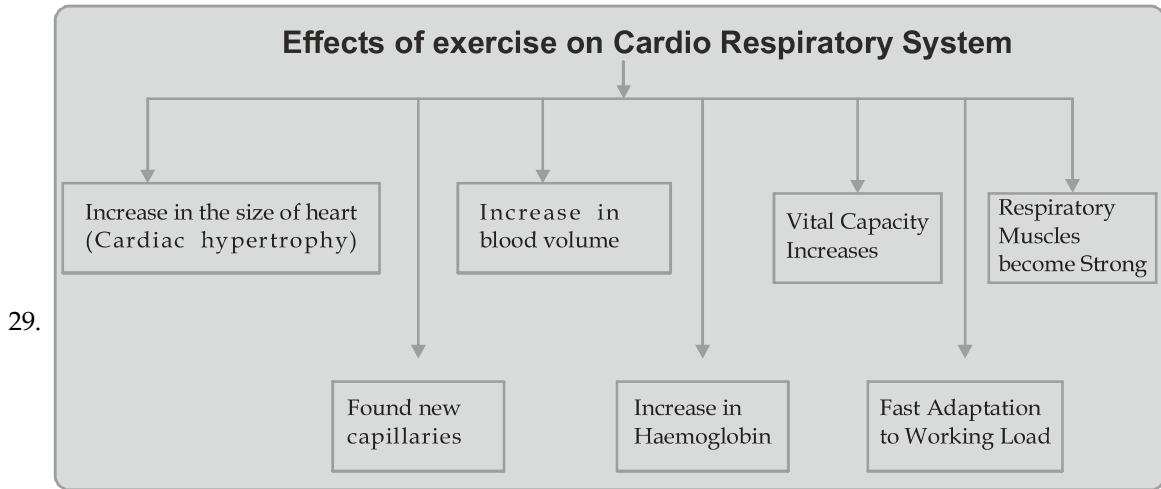 Effects of exercise on Cardio Respiratory System
Increase in the size of heart
(Cardiac hypertrophy)
Increase in
blood volume
Vital Capacity
Increases
Respiratory
Muscles
become Strong
29.
Found new
capillaries
Increase in
Haemoglobin
Fast Adaptation
to Working Load